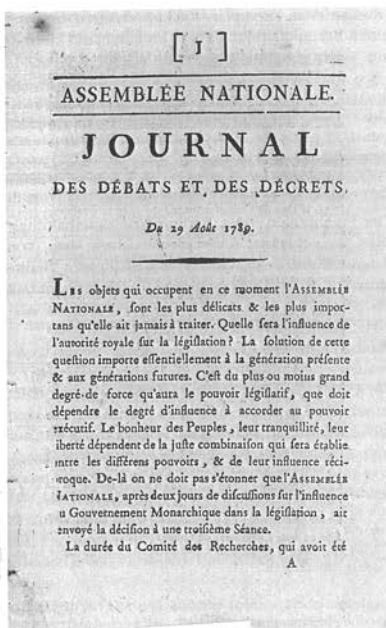 [ 1 ]
ASSEMBLÉE NATIONALE.
JOURNAL
DES DÉBATS ET DES DÉCRETS.
Du 29 Août 1789.
LES objets qui occupent en ce moment l'ASSEMBLÉE
NATIONALE, ſont les plus délicats & les plus impor-
tans qu'elle ait jamais à traiter. Quelle ſera l'influence de
l'autorité royale sur la législation ? La ſolution de cette
queſtion importe eſſentiellement à la génération préſente
& aux générations futures. C'eſt du plus ou moins grand
degré de force qu'aura le pouvoir législatif, que doit
dépendre le degré d'influence à accorder au pouvoir
exécutif. Le bonheur des Peuples, leur tranquillité, leur
iberté dépendent de la juſte combinaiſon qui ſera établie
ntre les différens pouvoirs, & de leur influence réci-
roque. De-là on ne doit pas s'étonner que l'ASSEMBLÉE
NATIONALE, après deux jours de diſcuſſions ſur l'influence
u Gouvernement Monarchique dans la législation, ait
envoyé la déciſion à une troiſième Séance.
La durée du Comité des Recherches, qui avoit été
A